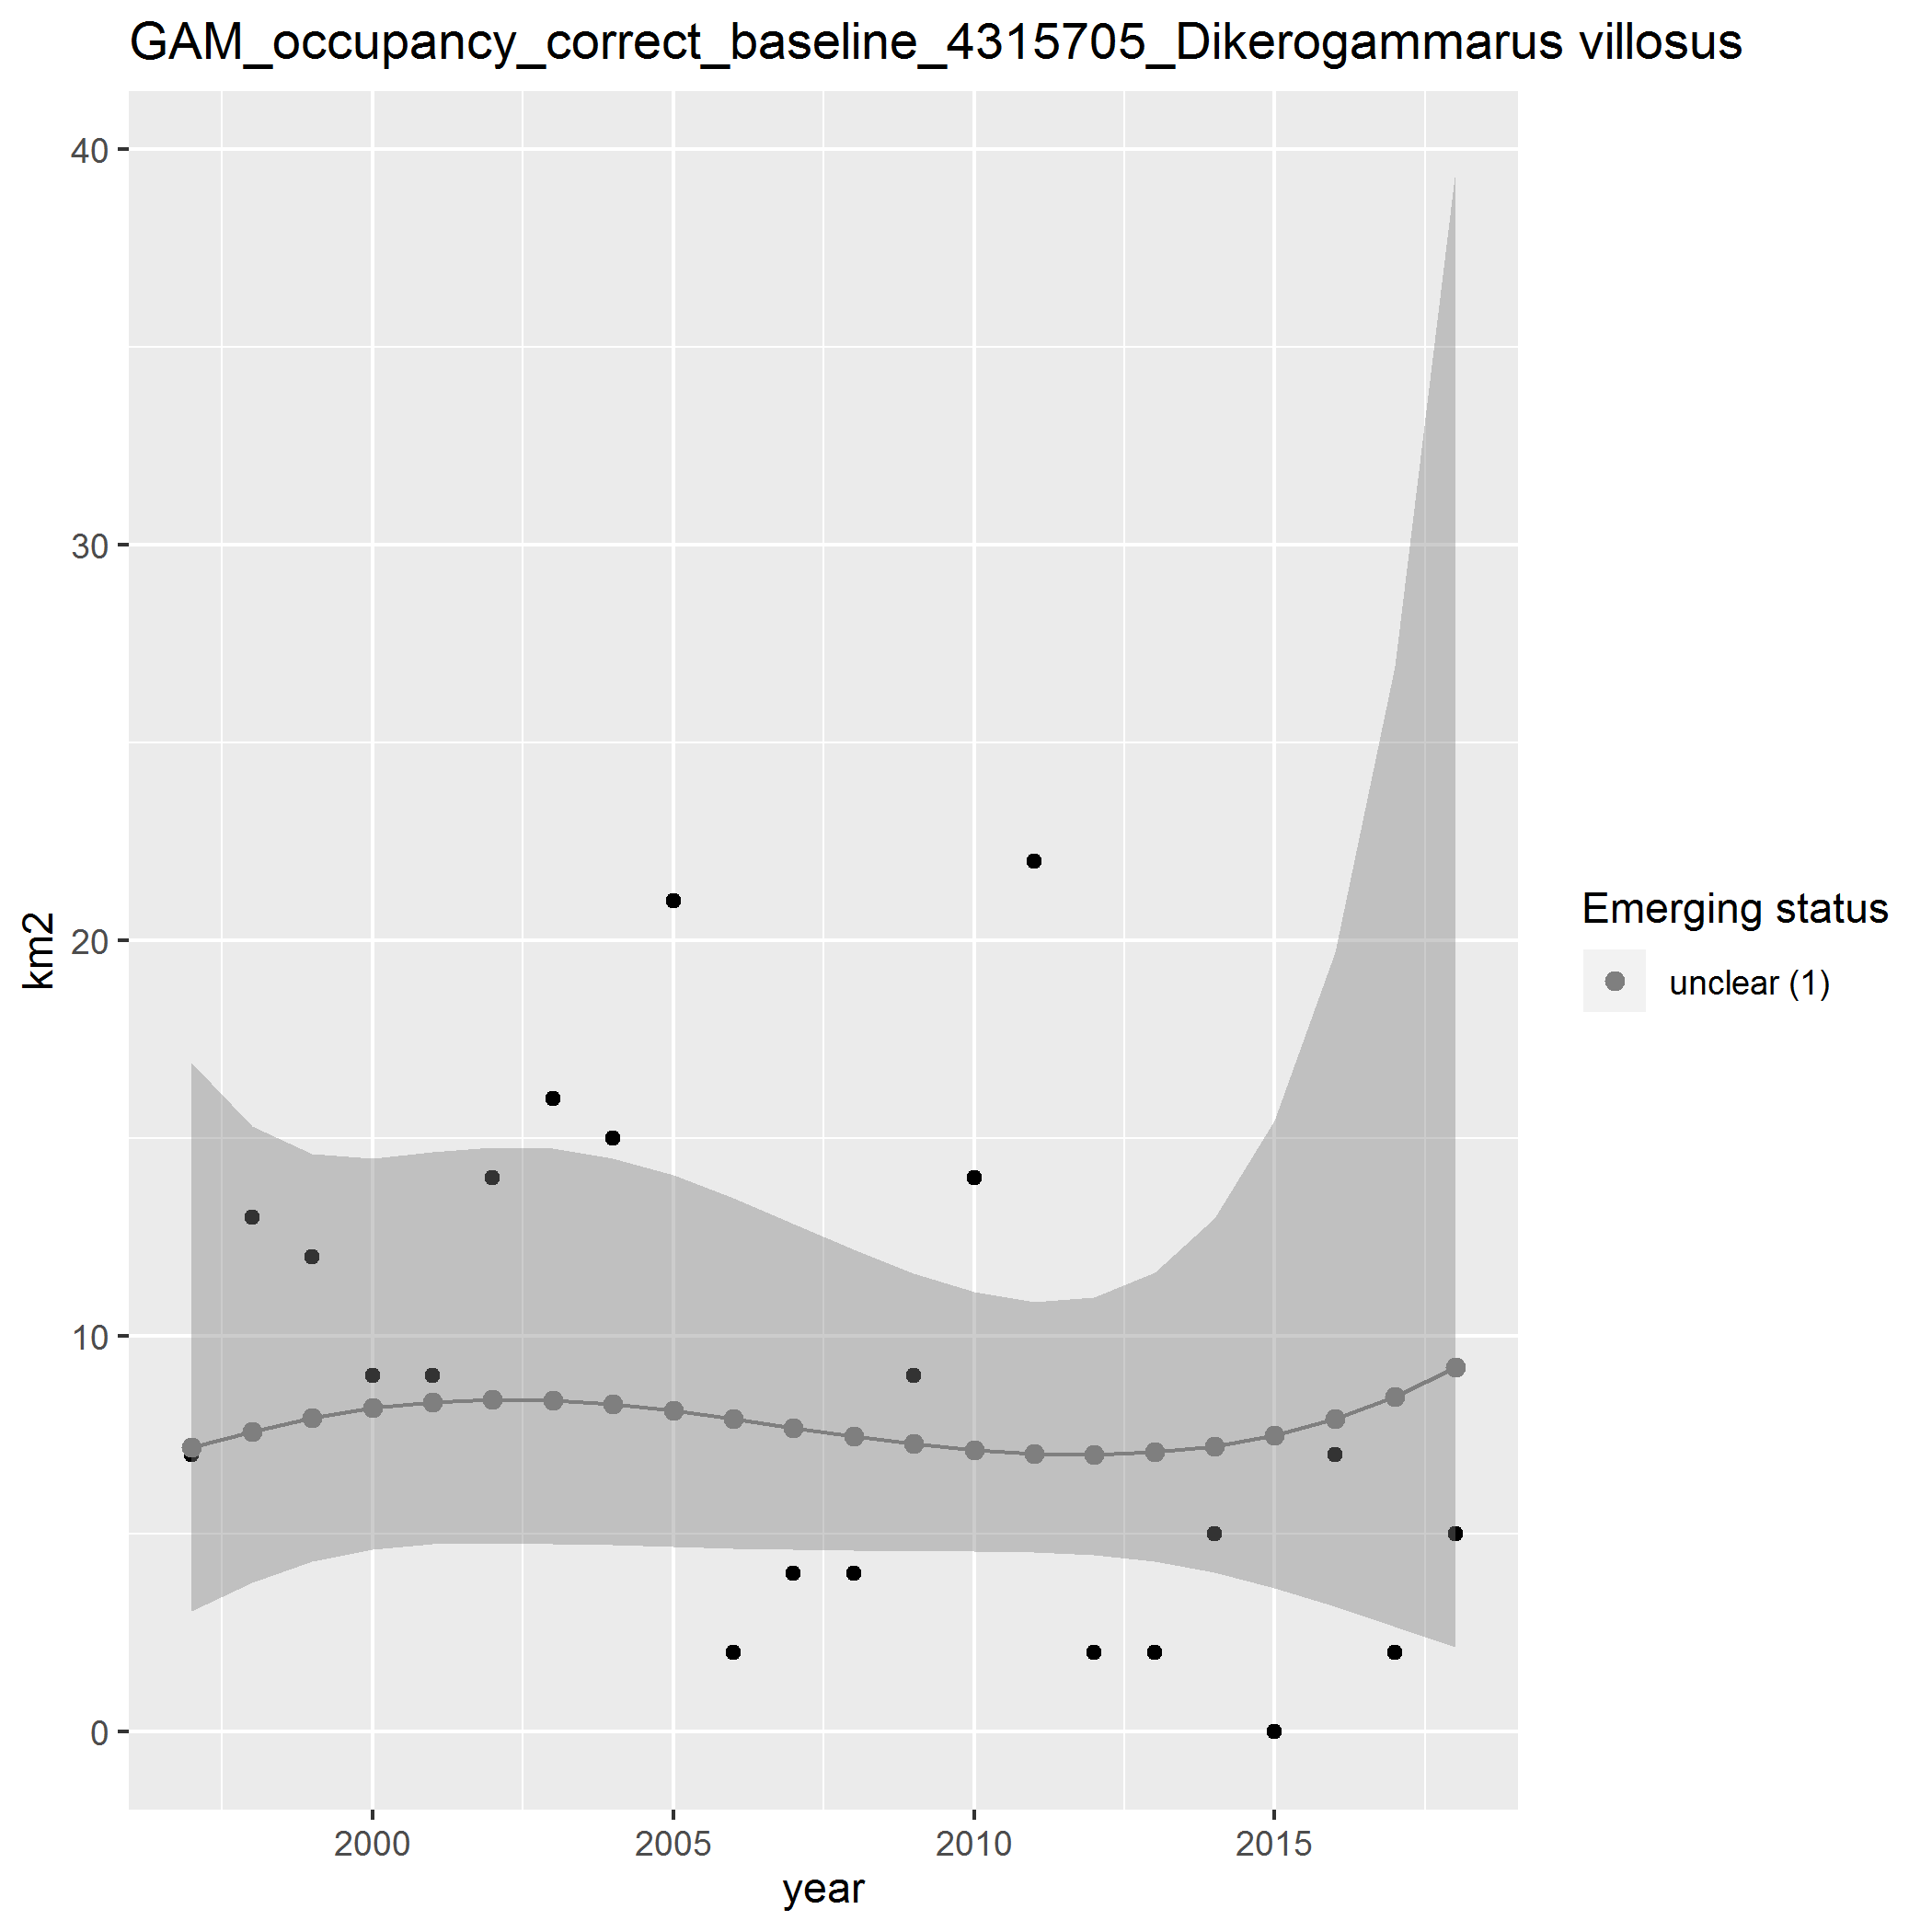 GAM_occupancy_correct_baseline_4315705_Dikerogammarus villosus
40
30
20
10
0
km2
2000 2005 2010 2015
year
Emerging status
unclear (1)